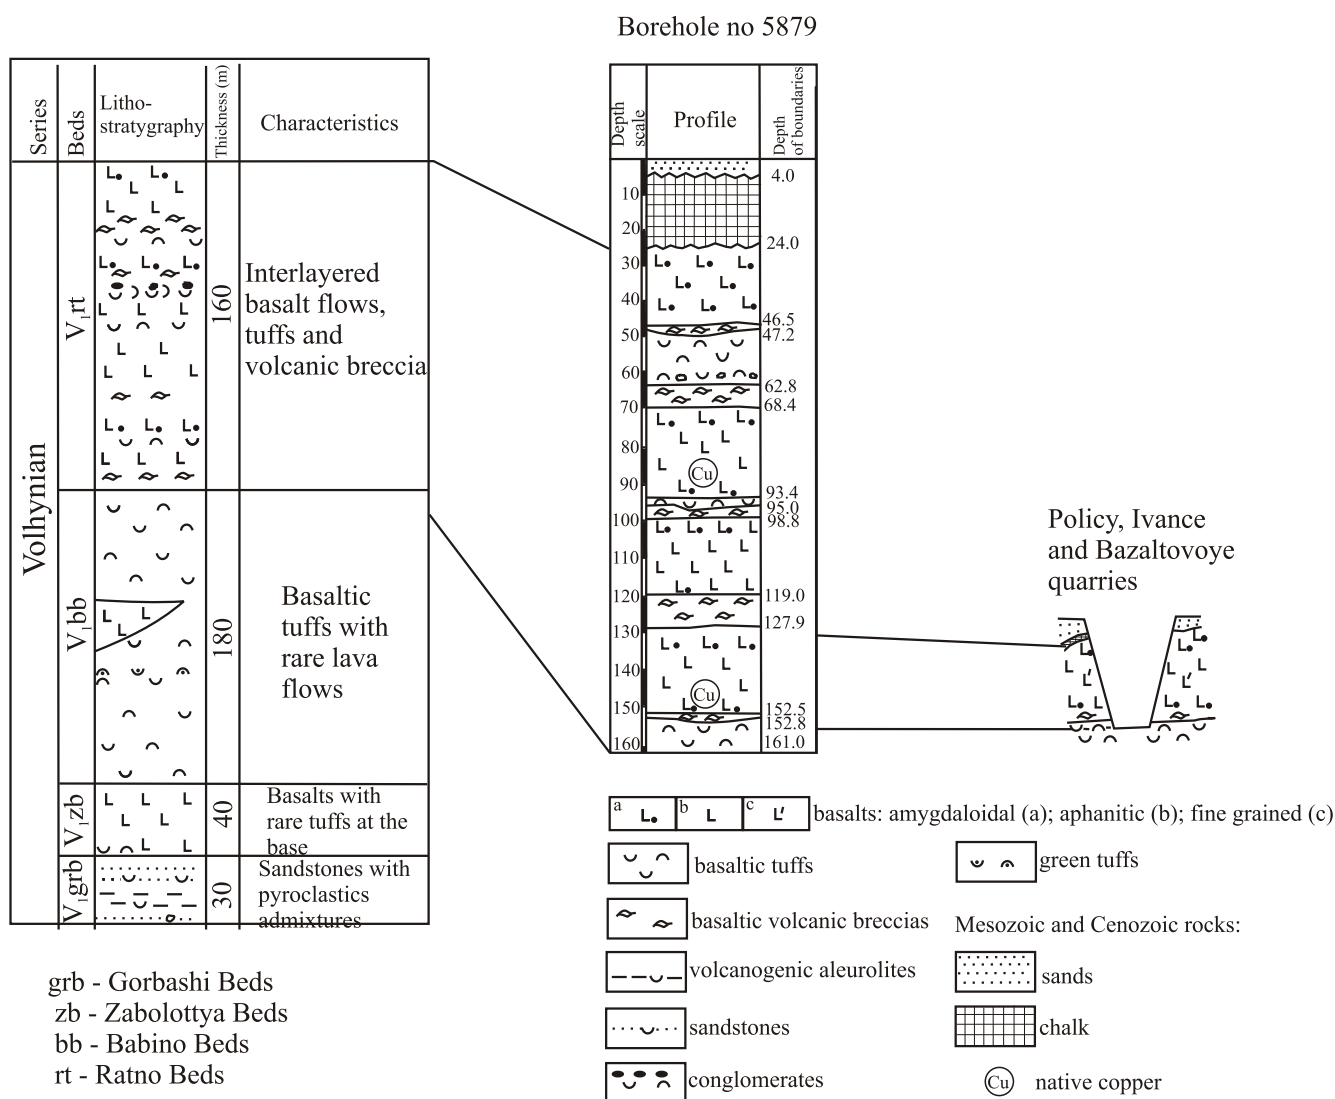 Borehole no 5879
Series
Beds
Litho-
stratygraphy
Thickness (m)
Characteristics
Volhynian
V₁rt
160
Interlayered
basalt flows,
tuffs and
volcanic breccia
V₁bb
180
Basaltic
tuffs with
rare lava
flows
V₁zb
40
Basalts with
rare tuffs at the
base
V₁grb
30
Sandstones with
pyroclastics
admixtures
grb - Gorbashi Beds
zb - Zabolottya Beds
bb - Babino Beds
rt - Ratno Beds
Depth
scale
Profile
Depth
of boundaries
10
20
30
40
50
60
70
80
90
100
110
120
130
140
150
160
Cu
Cu
4.0
24.0
46.5
47.2
62.8
68.4
93.4
95.0
98.8
119.0
127.9
152.5
152.8
161.0
Policy, Ivance
and Bazaltovoye
quarries
a b c basalts: amygdaloidal (a); aphanitic (b); fine grained (c)
basaltic tuffs
green tuffs
basaltic volcanic breccias
Mesozoic and Cenozoic rocks:
volcanogenic aleurolites
sands
sandstones
chalk
conglomerates
Cu native copper